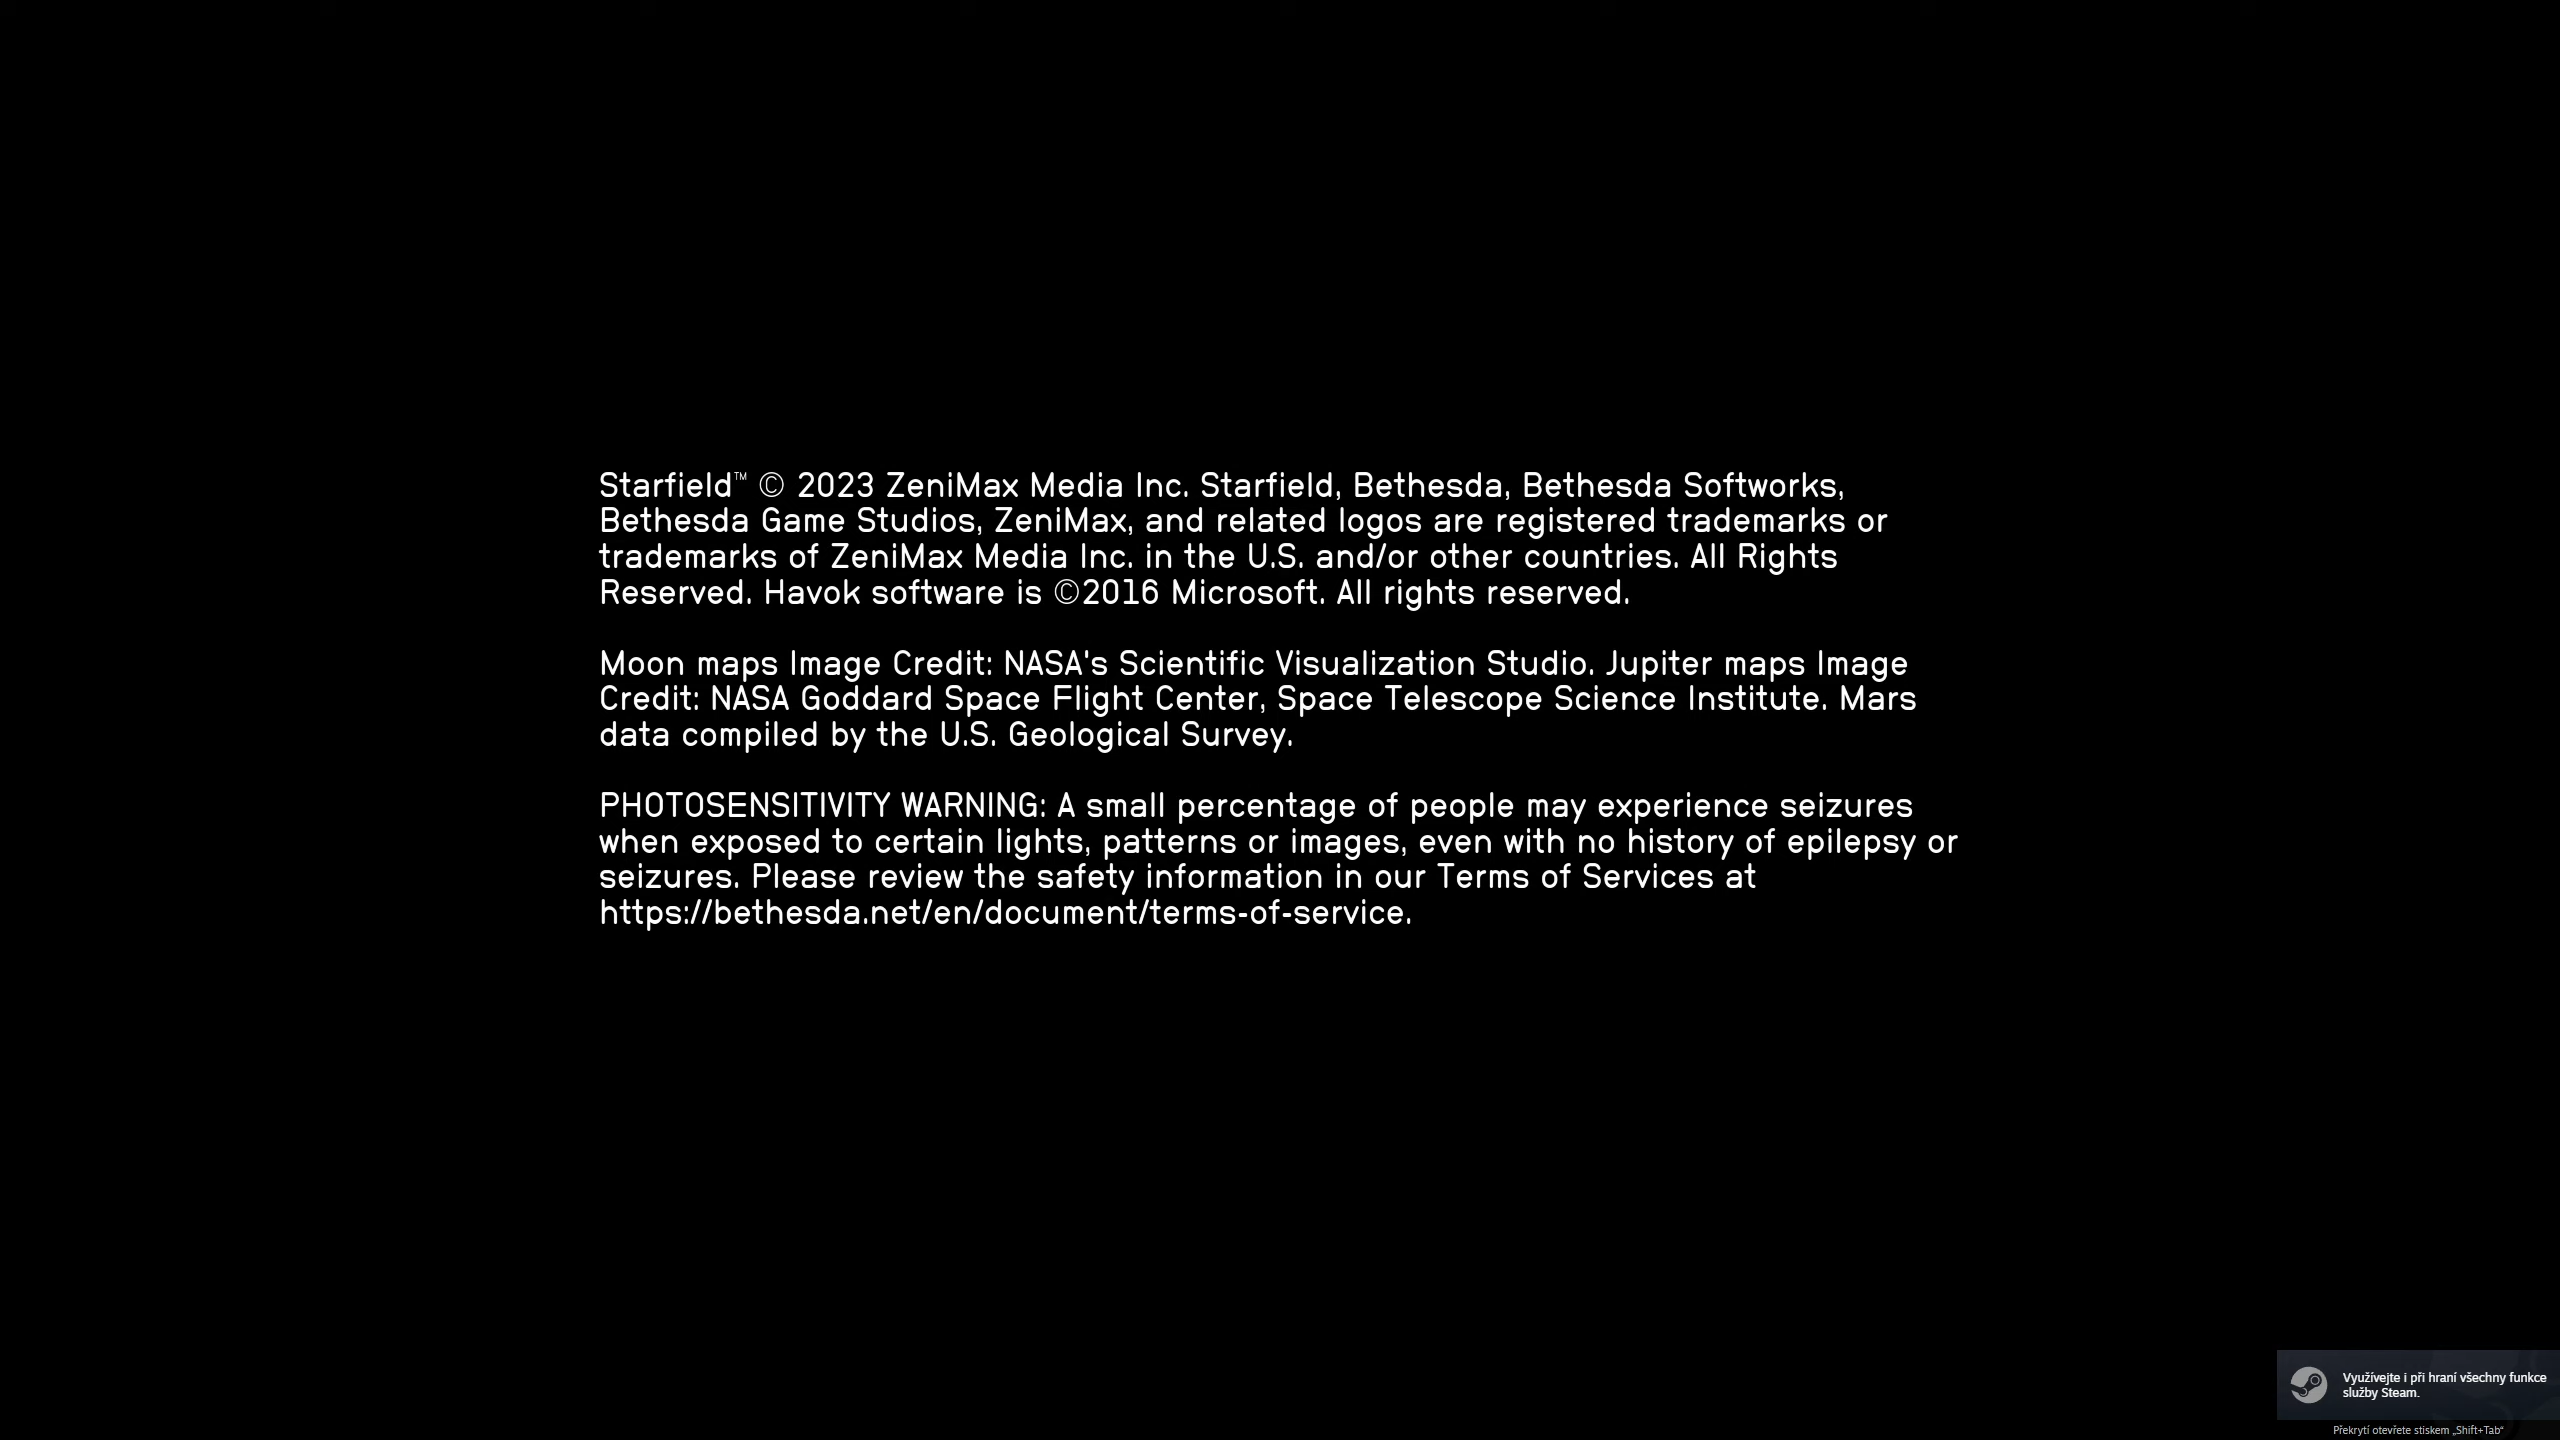 Starfield™ © 2023 ZeniMax Media Inc. Starfield, Bethesda, Bethesda Softworks,
Bethesda Game Studios, ZeniMax, and related logos are registered trademarks or
trademarks of ZeniMax Media Inc. in the U.S. and/or other countries. All Rights
Reserved. Havok software is ©2016 Microsoft. All rights reserved.
Moon maps Image Credit: NASA's Scientific Visualization Studio. Jupiter maps Image
Credit: NASA Goddard Space Flight Center, Space Telescope Science Institute. Mars
data compiled by the U.S. Geological Survey.
PHOTOSENSITIVITY WARNING: A small percentage of people may experience seizures
when exposed to certain lights, patterns or images, even with no history of epilepsy or
seizures. Please review the safety information in our Terms of Services at
https://bethesda.net/en/document/terms-of-service.
Využívejte i při hraní všechny funkce
služby Steam.
Překrytí otevřete stiskem „Shift+Tab“